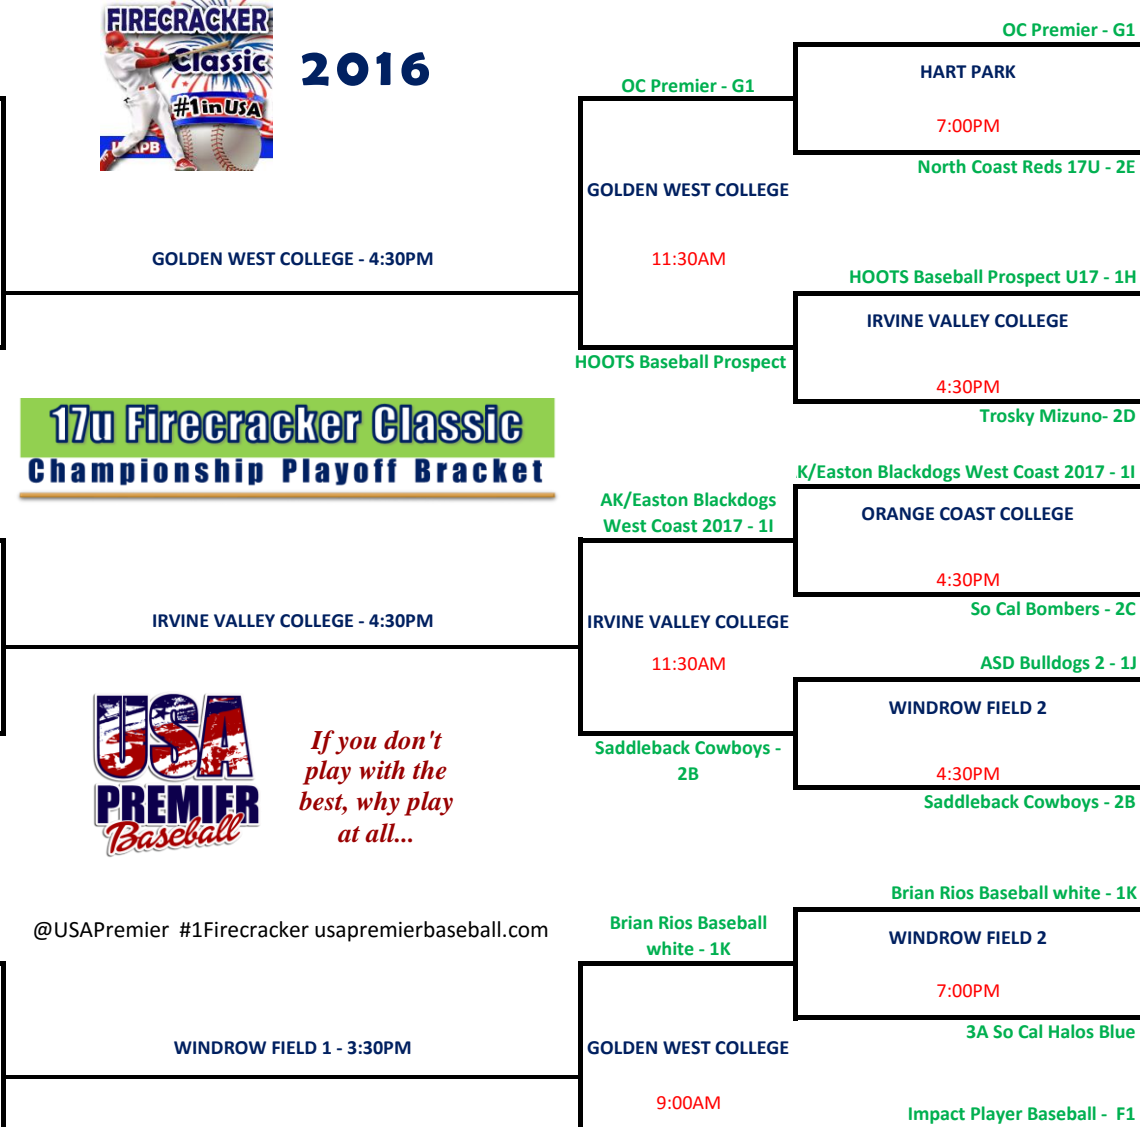 FIRECRACKER
Classic
#1inUSA
2016
OC Premier - G1
HART PARK
OC Premier - G1
7:00PM
North Coast Reds 17U - 2E
GOLDEN WEST COLLEGE
GOLDEN WEST COLLEGE - 4:30PM
11:30AM
HOOTS Baseball Prospect U17 - 1H
IRVINE VALLEY COLLEGE
HOOTS Baseball Prospect
4:30PM
Trosky Mizuno- 2D
17u Firecracker Classic
Championship Playoff Bracket
K/Easton Blackdogs West Coast 2017 - 1I
AK/Easton Blackdogs
West Coast 2017 - 1I
ORANGE COAST COLLEGE
4:30PM
So Cal Bombers - 2C
IRVINE VALLEY COLLEGE - 4:30PM
IRVINE VALLEY COLLEGE
11:30AM
ASD Bulldogs 2 - 1J
WINDROW FIELD 2
USA
PREMIER
Baseball
If you don't
play with the
best, why play
at all...
Saddleback Cowboys -
2B
4:30PM
Saddleback Cowboys - 2B
Brian Rios Baseball white - 1K
@USAPremier #1Firecracker usapremierbaseball.com
Brian Rios Baseball
white - 1K
WINDROW FIELD 2
7:00PM
3A So Cal Halos Blue
WINDROW FIELD 1 - 3:30PM
GOLDEN WEST COLLEGE
9:00AM
Impact Player Baseball - F1